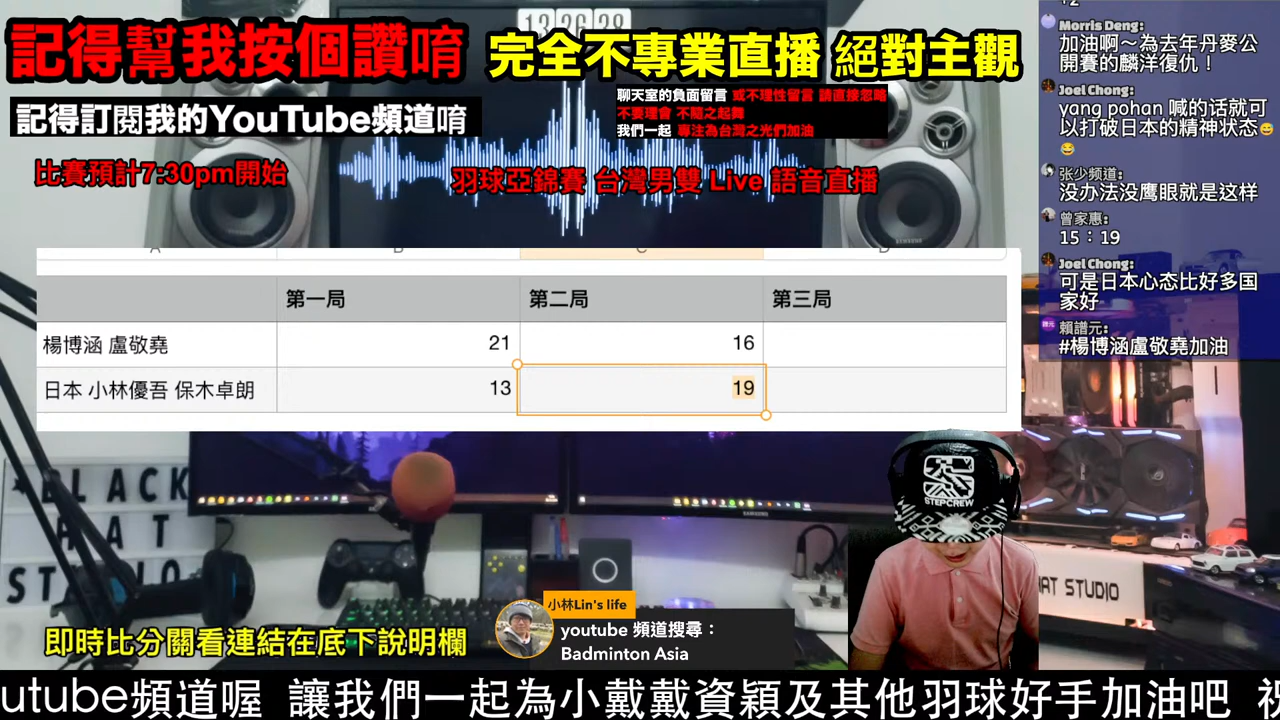 記得幫我按個讚唷
完全不專業直播 絕對主觀
記得訂閱我的YouTube頻道唷
聊天室的負面留言 或不理性留言 請直接忽略
不要理會 不隨之起舞
我們一起 專注為台灣之光們加油
比賽預計7:30pm開始
羽球亞錦賽 台灣男雙 Live 語音直播
第一局 第二局 第三局
楊博涵 盧敬堯 21 16
日本 小林優吾 保木卓朗 13 19
+2
Morris Deng:
加油啊～為去年丹麥公
開賽的麟洋復仇！
Joel Chong:
yang pohan 喊的话就可
以打破日本的精神状态😅
😂
张少频道:
没办法没鹰眼就是这样
曾家惠:
15：19
Joel Chong:
可是日本心态比好多国
家好
賴譜元:
#楊博涵盧敬堯加油
BLACK
HAT
STUDIO
SAMSUNG
STEPCREW
HAT STUDIO
小林Lin's life
youtube 頻道搜尋：
Badminton Asia
即時比分關看連結在底下說明欄
utube頻道喔 讓我們一起為小戴戴資穎及其他羽球好手加油吧 祝